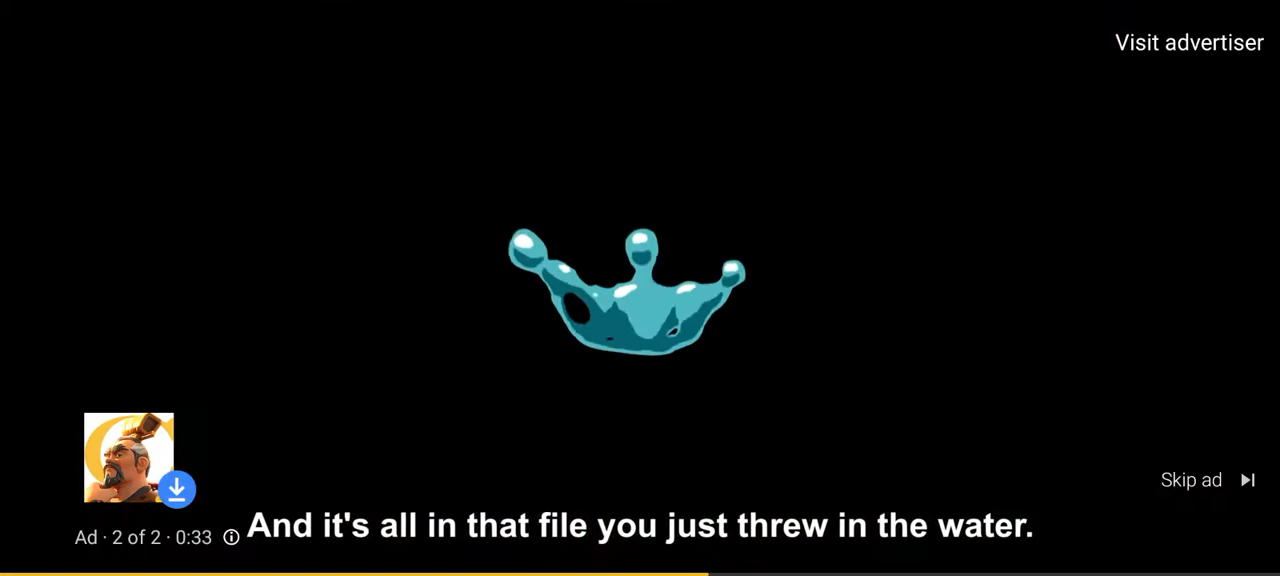 Visit advertiser
Skip ad
And it's all in that file you just threw in the water.
Ad · 2 of 2 · 0:33